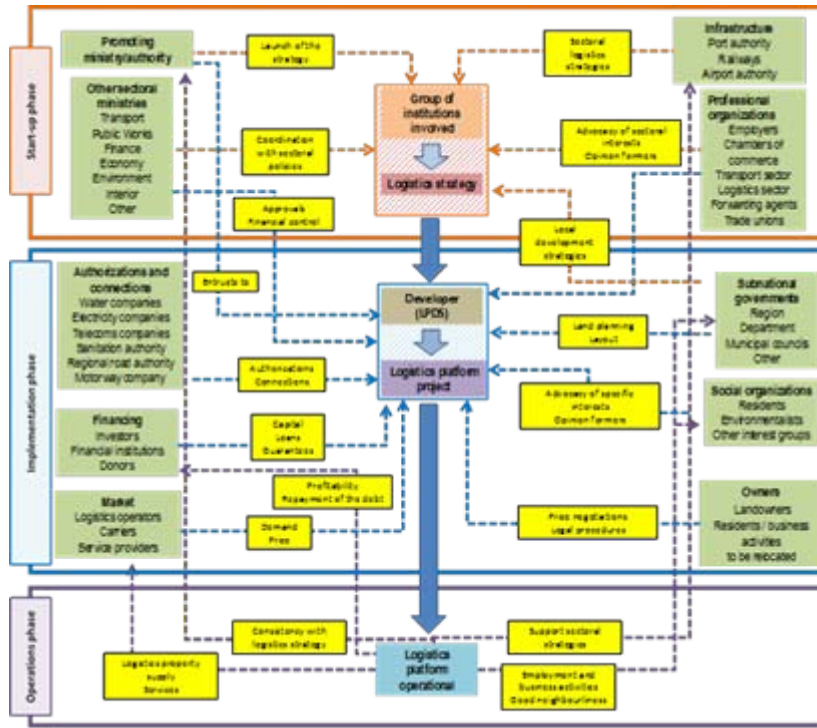 Start-up phase
Promoting
ministry/authority
Launch of the
strategy
Sectoral
logistics
strategies
Infrastructure
Port authority
Railways
Airport authority
Other sectoral
ministries
Transport
Public Works
Finance
Economy
Environment
Interior
Other
Group of
institutions
involved
Logistics strategy
Coordination
with sectoral
policies
Advocacy of sectoral
interests
Opinion formers
Professional
organizations
Employers
Chambers of
commerce
Transport sector
Logistics sector
Forwarding agents
Trade unions
Approvals
Financial control
Local
development
strategies
Implementation phase
Authorizations and
connections
Water companies
Electricity companies
Telecoms companies
Sanitation authority
Regional road authority
Motorway company
Entrusts to
Developer
(LPDS)
Logistics platform
project
Land planning
Layout
Subnational
governments
Region
Department
Municipal councils
Other
Authorizations
Connections
Advocacy of specific
interests
Opinion formers
Social organizations
Residents
Environmentalists
Other interest groups
Financing
Investors
Financial institutions
Donors
Capital
Loans
Guarantees
Profitability
Repayment of the debt
Market
Logistics operators
Carriers
Service providers
Demand
Price
Price negotiations
Legal procedures
Owners
Landowners
Residents / business
activities
to be relocated
Operations phase
Consistency with
logistics strategy
Support sectoral
strategies
Logistics property
supply
Services
Logistics
platform
operational
Employment and
business activities
Good neighbourliness